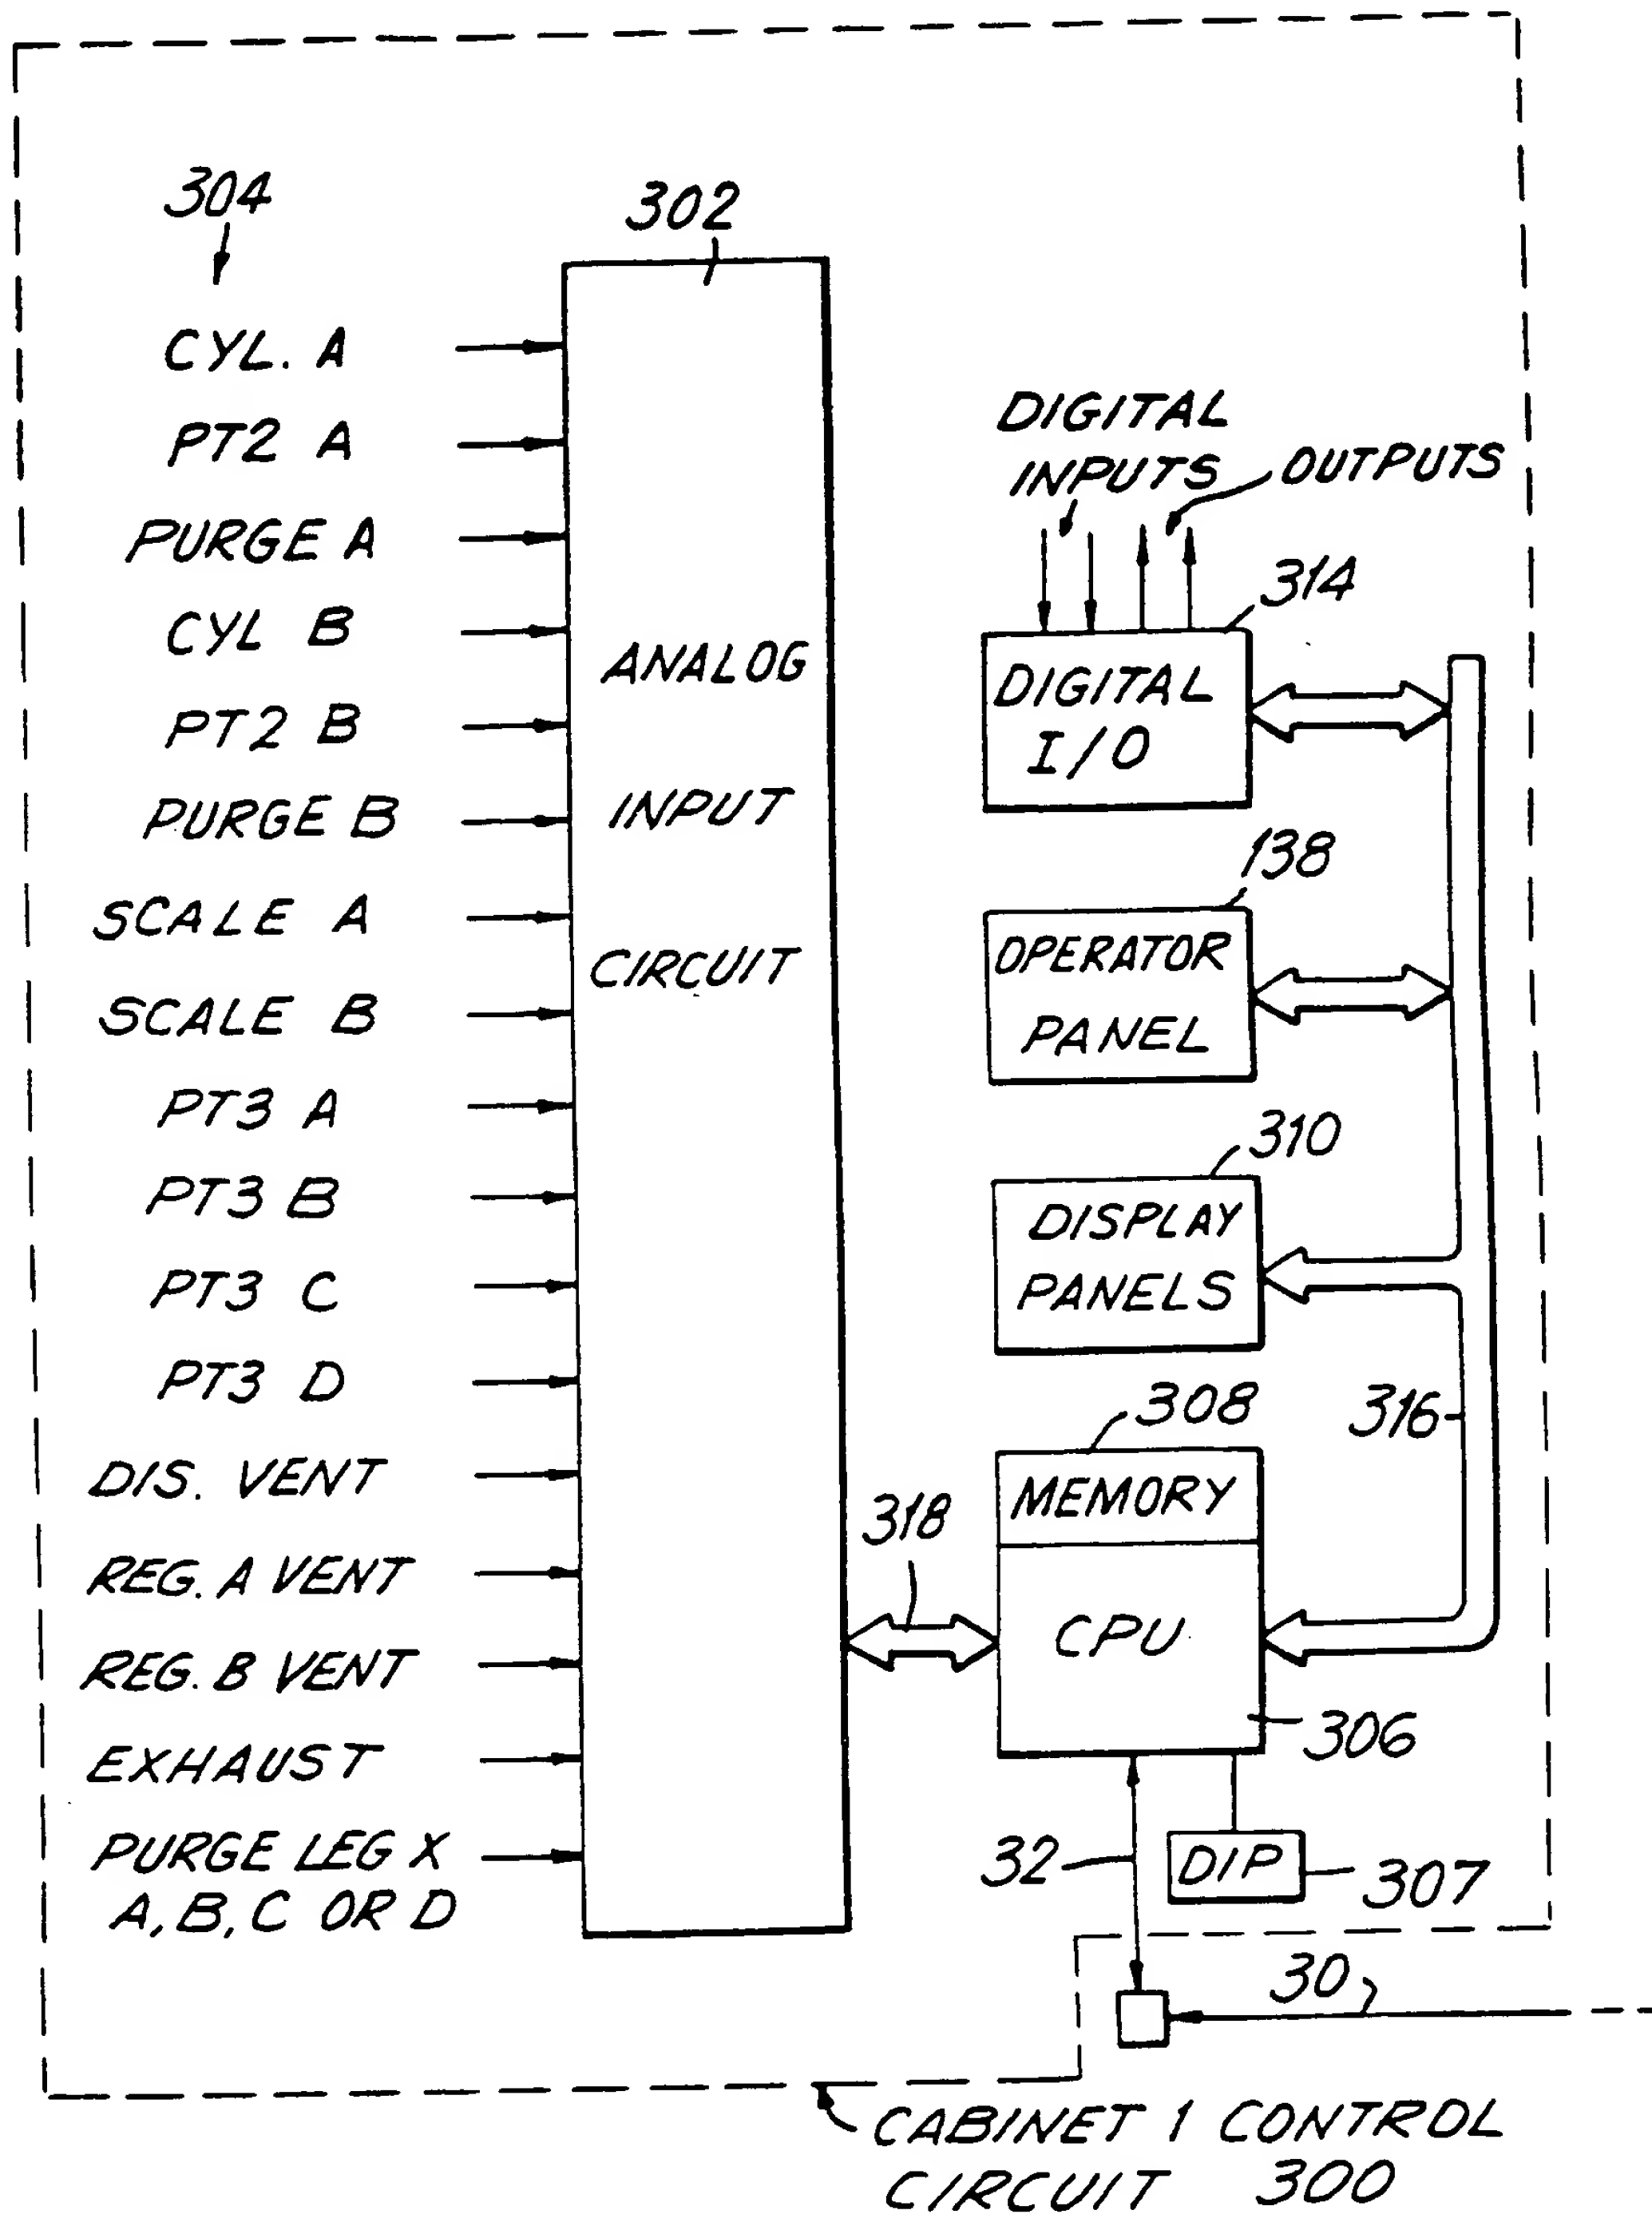 304
302
CYL. A
PT2 A
PURGE A
CYL B
PT2 B
PURGE B
SCALE A
SCALE B
PT3 A
PT3 B
PT3 C
PT3 D
DIS. VENT
REG. A VENT
REG. B VENT
EXHAUST
PURGE LEG X
A, B, C OR D
ANALOG
INPUT
CIRCUIT
DIGITAL
INPUTS
OUTPUTS
314
DIGITAL
I/O
138
OPERATOR
PANEL
310
DISPLAY
PANELS
316
308
MEMORY
318
CPU
306
32
DIP
307
30
CABINET 1 CONTROL
CIRCUIT 300